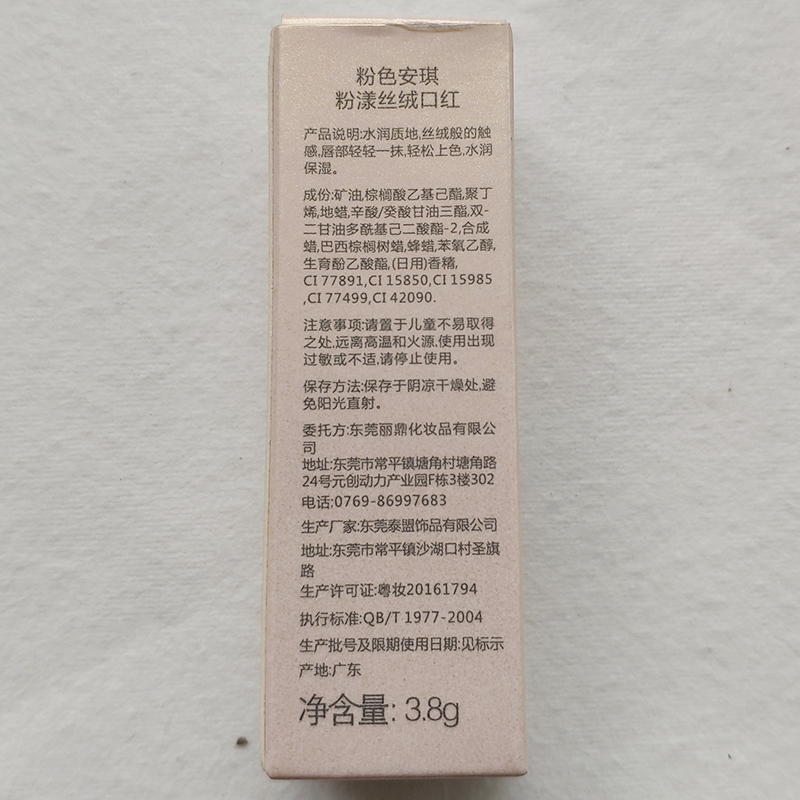 粉色安琪
粉漾丝绒口红
产品说明:水润质地,丝绒般的触
感,唇部轻轻一抹,轻松上色,水润
保湿。
成份:矿油,棕榈酸乙基己酯,聚丁
烯,地蜡,辛酸/癸酸甘油三酯,双-
二甘油多酰基己二酸酯-2,合成
蜡,巴西棕榈树蜡,蜂蜡,苯氧乙醇,
生育酚乙酸酯,(日用)香精,
CI 77891,CI 15850,CI 15985
,CI 77499,CI 42090.
注意事项:请置于儿童不易取得
之处,远离高温和火源,使用出现
过敏或不适,请停止使用。
保存方法:保存于阴凉干燥处,避
免阳光直射。
委托方:东莞丽鼎化妆品有限公
司
地址:东莞市常平镇塘角村塘角路
24号元创动力产业园F栋3楼302
电话:0769-86997683
生产厂家:东莞泰盟饰品有限公司
地址:东莞市常平镇沙湖口村圣旗
路
生产许可证:粤妆20161794
执行标准:QB/T 1977-2004
生产批号及限期使用日期:见标示
产地:广东
净含量: 3.8g